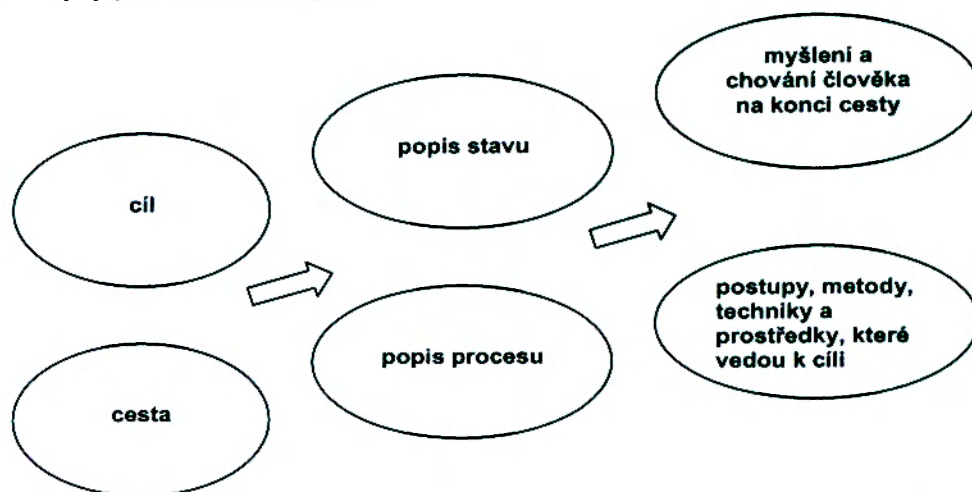 myšlení a
chování člověka
na konci cesty
popis stavu
cíl
postupy, metody,
techniky a
prostředky, které
vedou k cíli
popis procesu
cesta